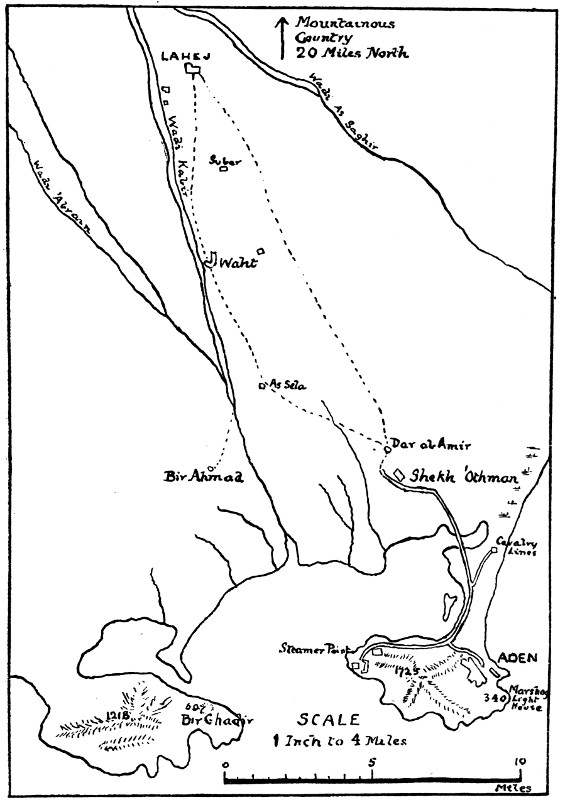 Mountainous
Country
20 Miles North
LAHEJ
Wadi As Saghir
Wadi Kabir
Subar
Wadi 'Abrain
Waht
As Sela
Dar al Amir
Bir Ahmad
Shekh 'Othman
Cavalry
Lines
Steamer Point
ADEN
1725
Marshag
Light
House
340
1218
604
Bir Ghadir
SCALE
1 Inch to 4 Miles
0 5 10
Miles